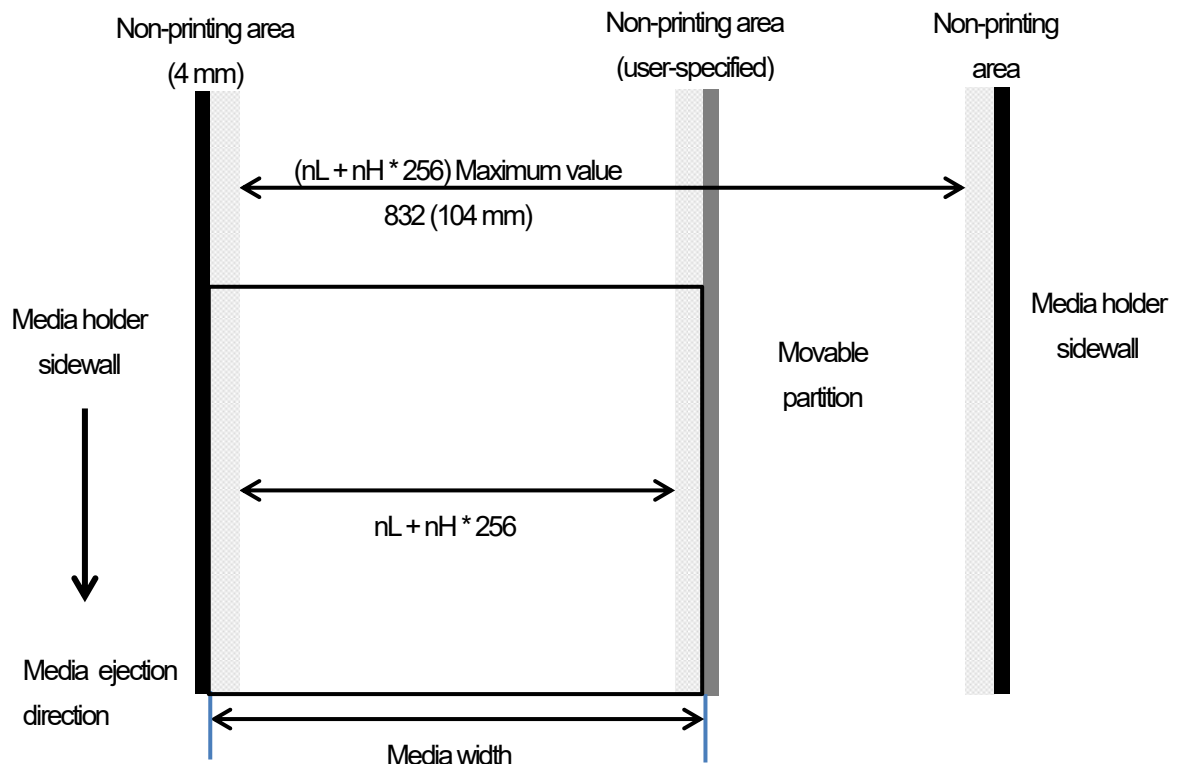 Non-printing area
(4 mm)
Non-printing area
(user-specified)
Non-printing
area
(nL + nH * 256) Maximum value
832 (104 mm)
Media holder
sidewall
Movable
partition
Media holder
sidewall
nL + nH * 256
Media ejection
direction
Media width